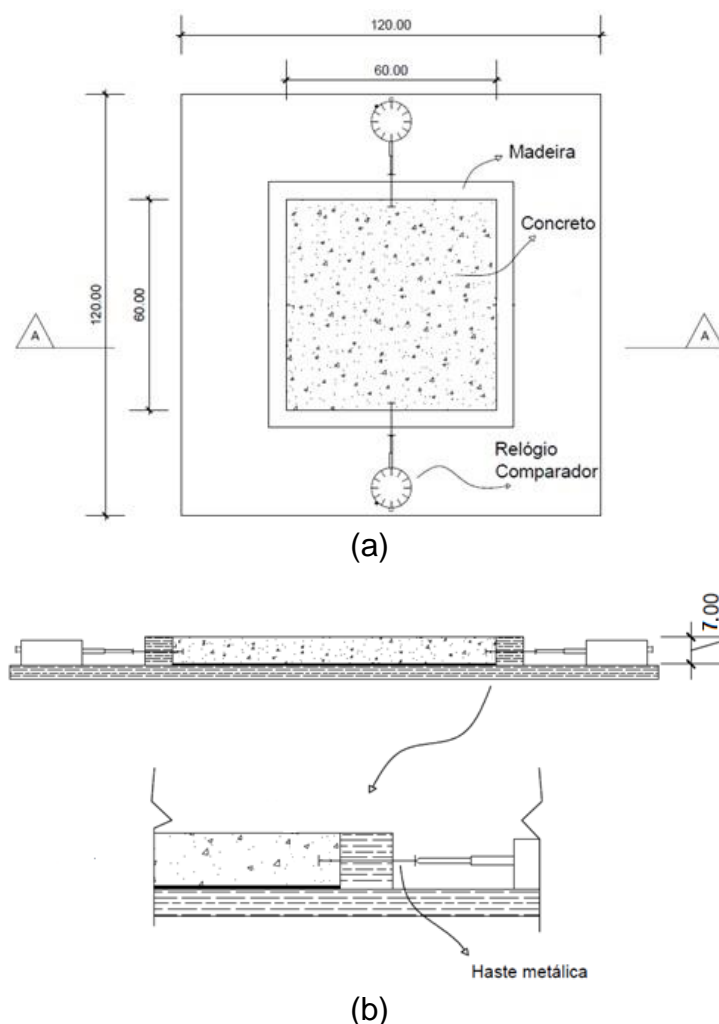 120.00
60.00
Madeira
Concreto
120.00
60.00
A
A
Relógio
Comparador
(a)
7,00
Haste metálica
(b)